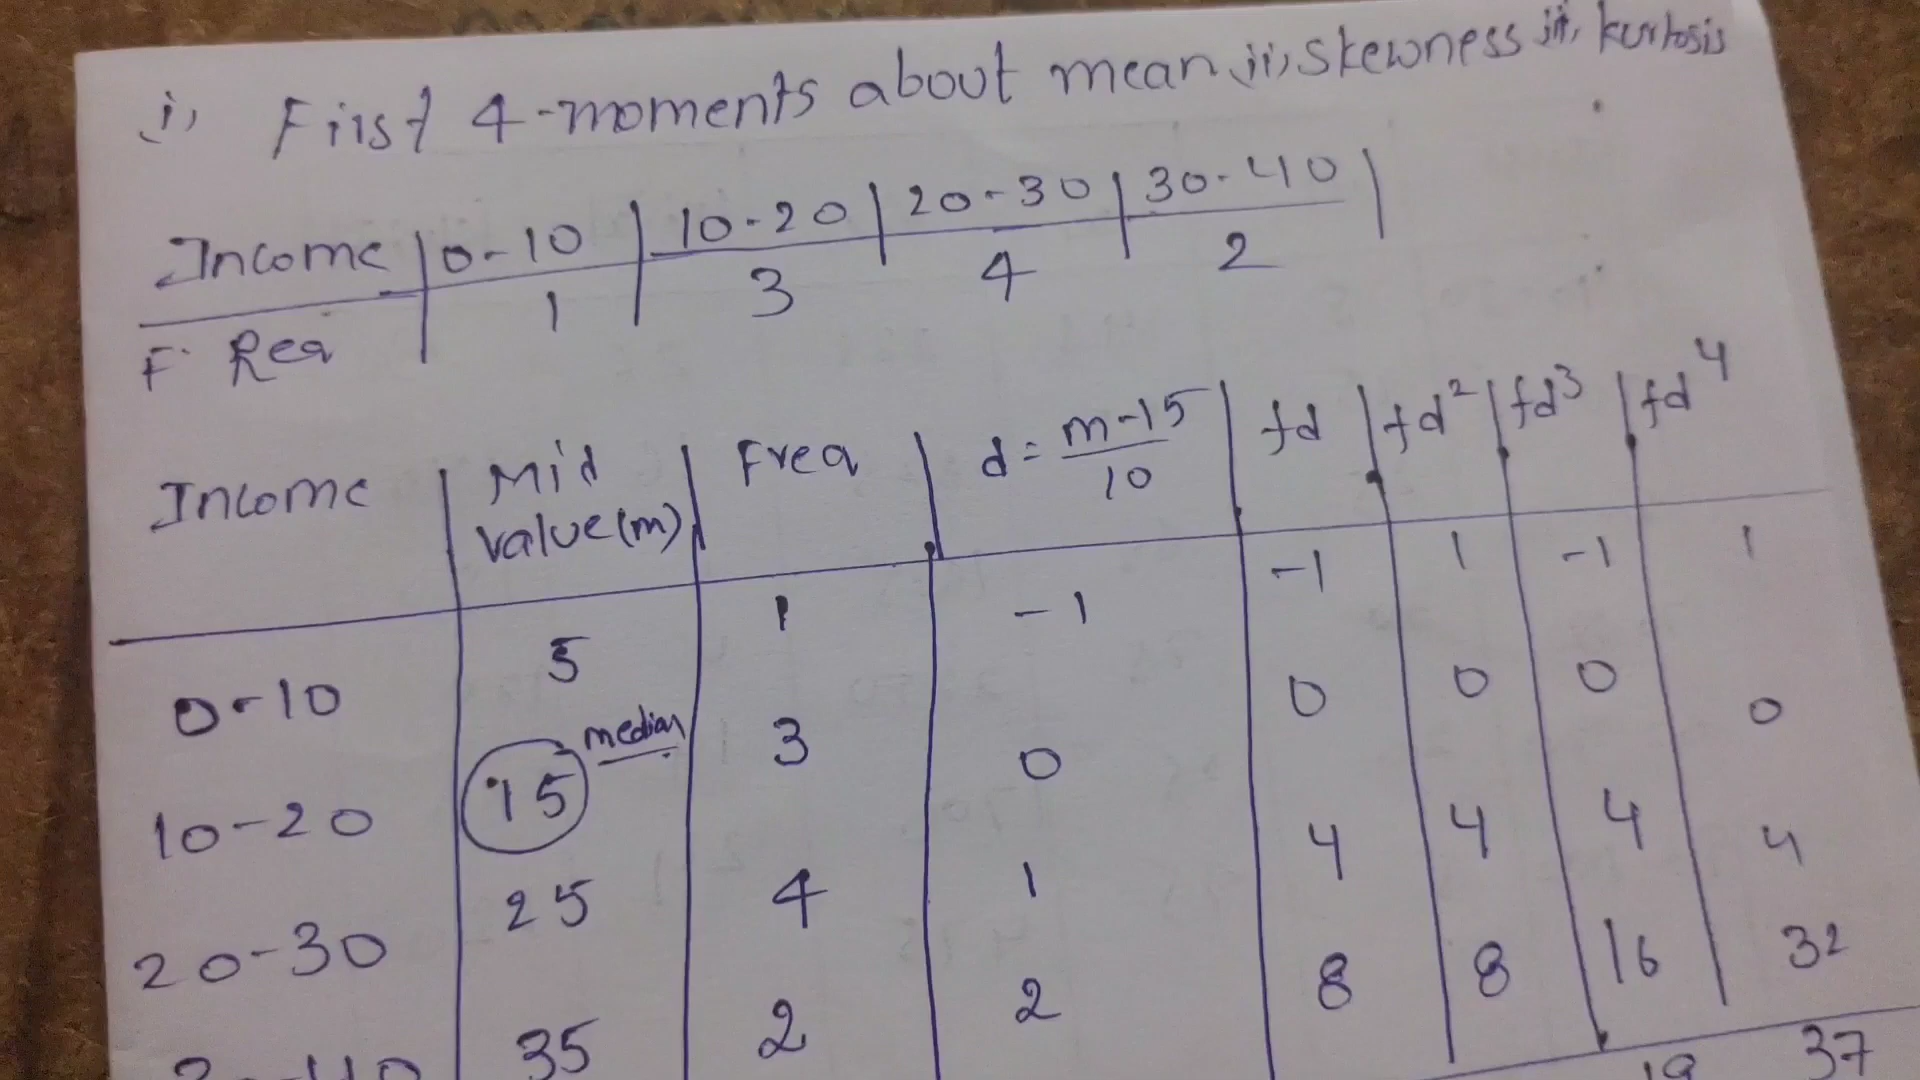 i, First 4-moments about mean ii, skewness iii, kurtosis
Income 0-10 10-20 20-30 30-40
F. Req 1 3 4 2
Income Mid value(m) Freq d = m-15 / 10 fd fd² fd³ fd⁴
0-10 5 1 -1 -1 1 -1 1
10-20 15 median 3 0 0 0 0 0
20-30 25 4 1 4 4 4 4
35 2 2 8 8 16 32
19 37